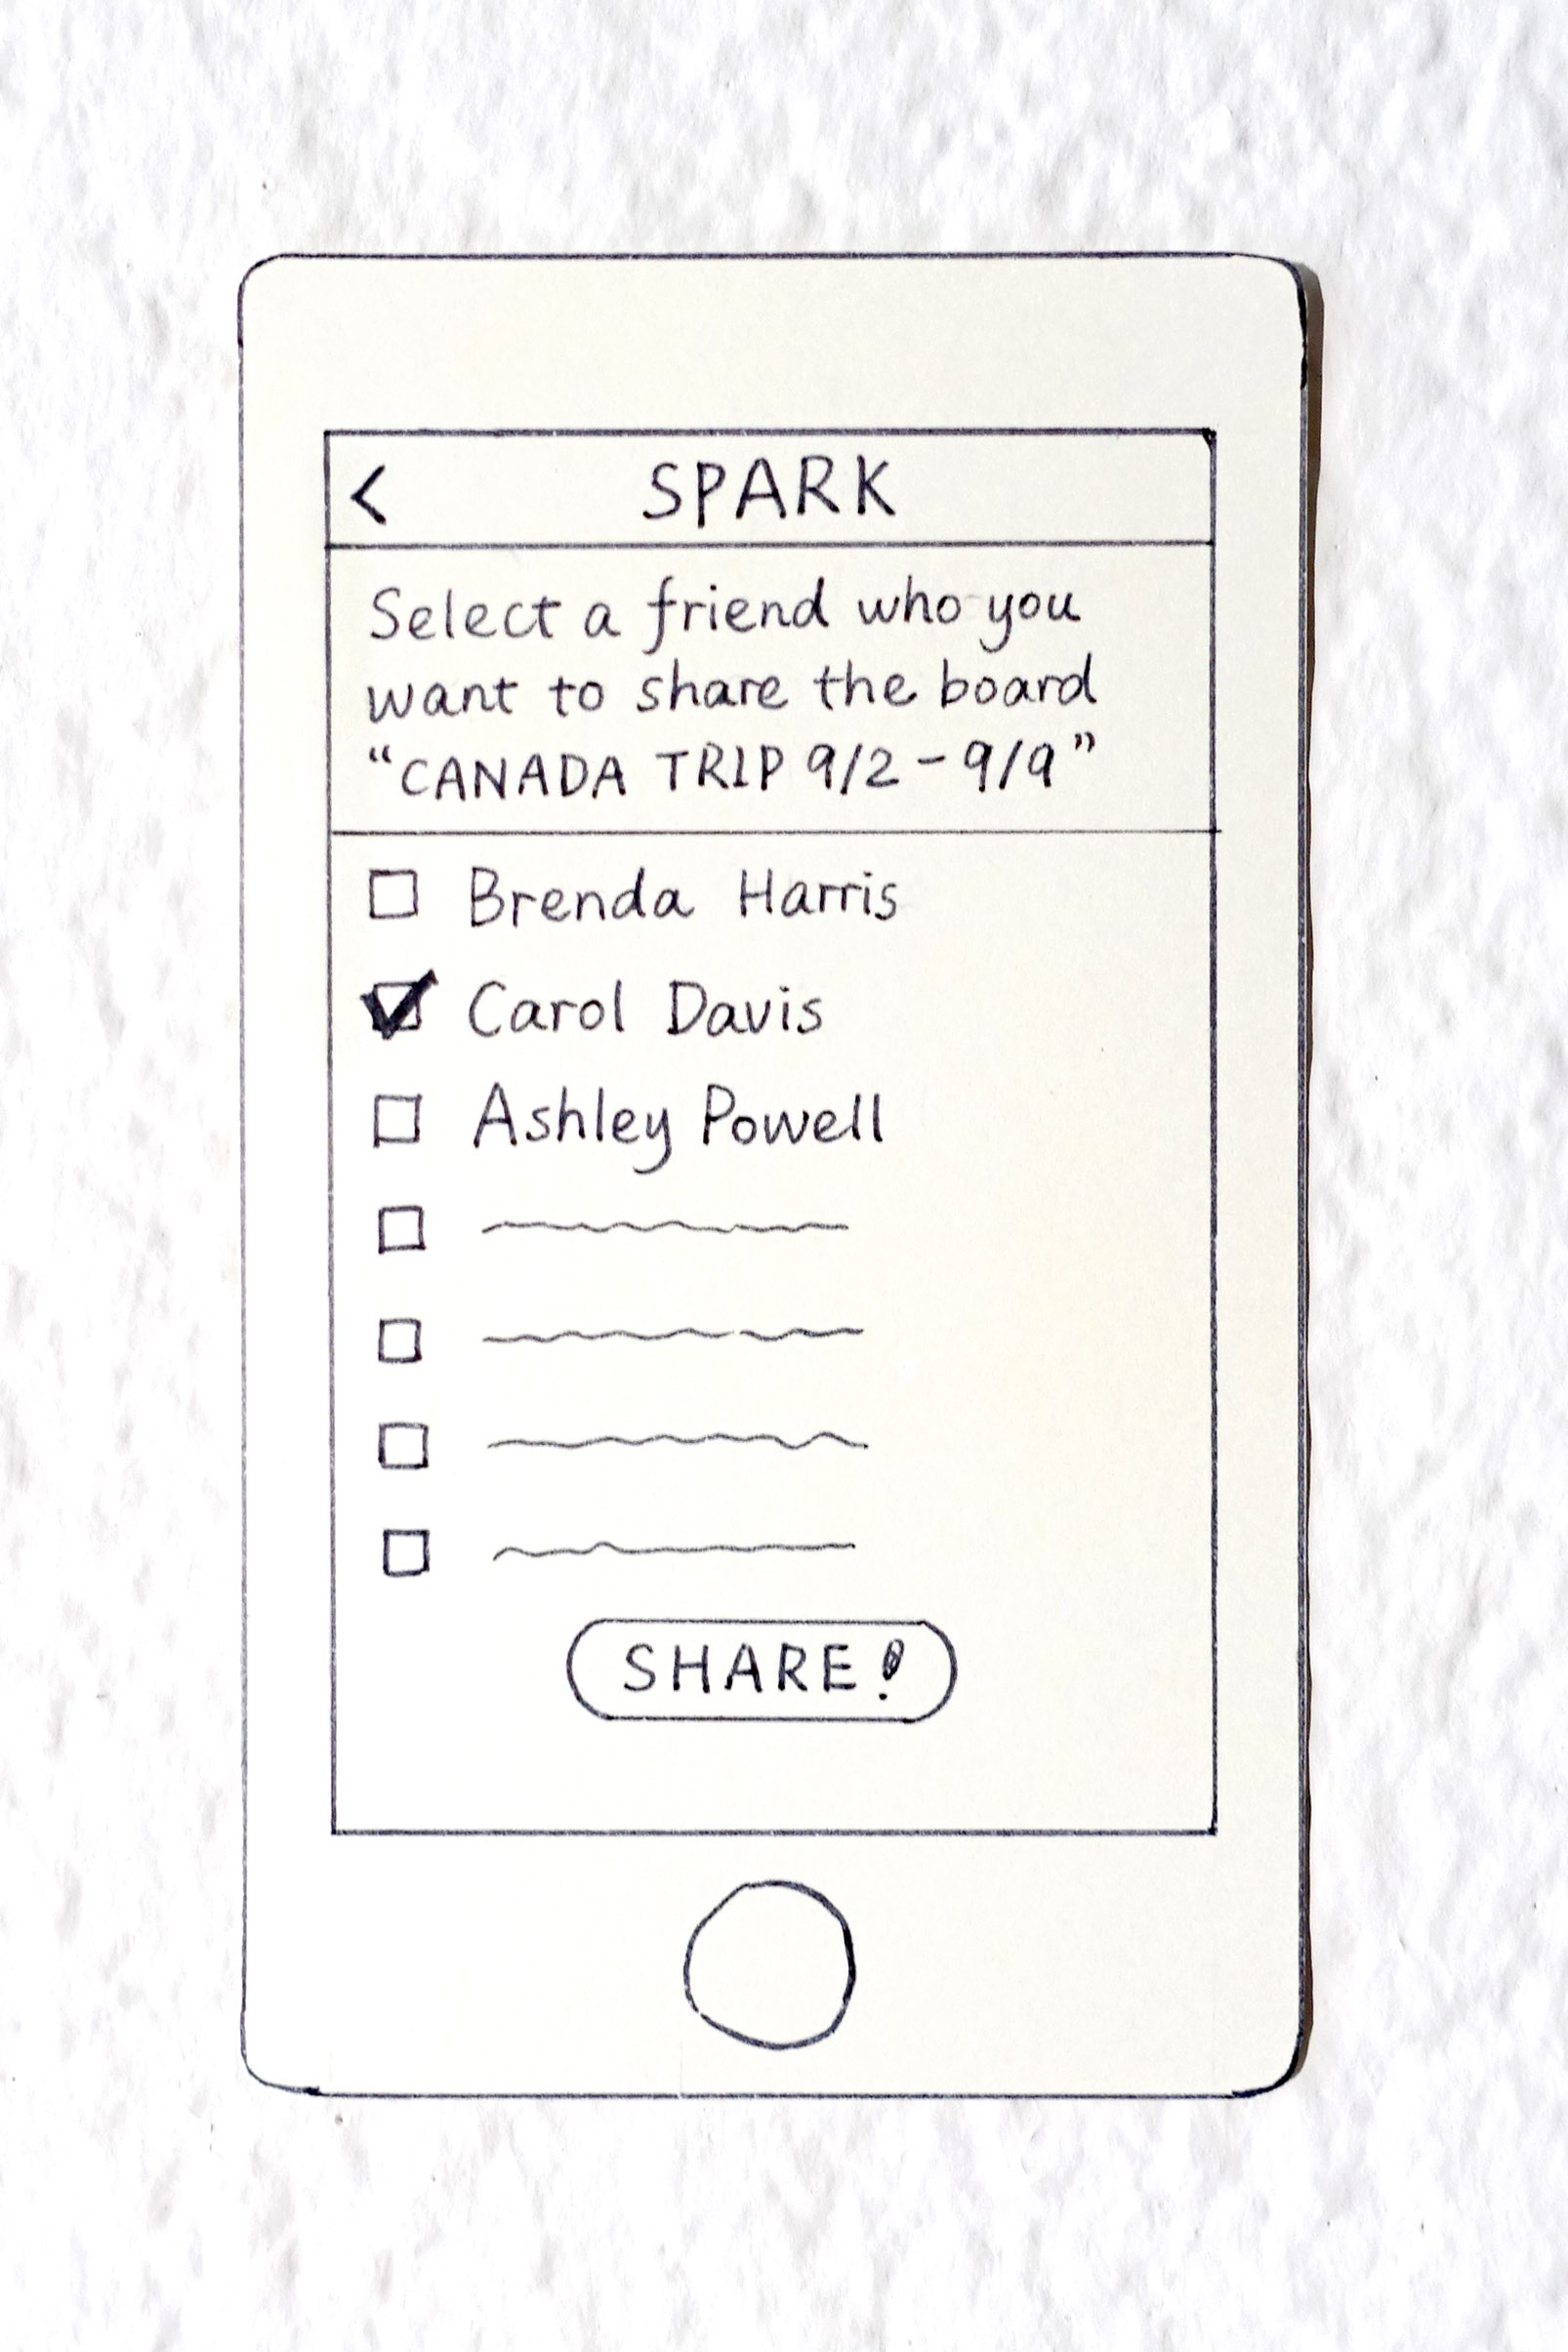 < SPARK
Select a friend who you
want to share the board
“CANADA TRIP 9/2-9/9”
Brenda Harris
Carol Davis
Ashley Powell
SHARE!